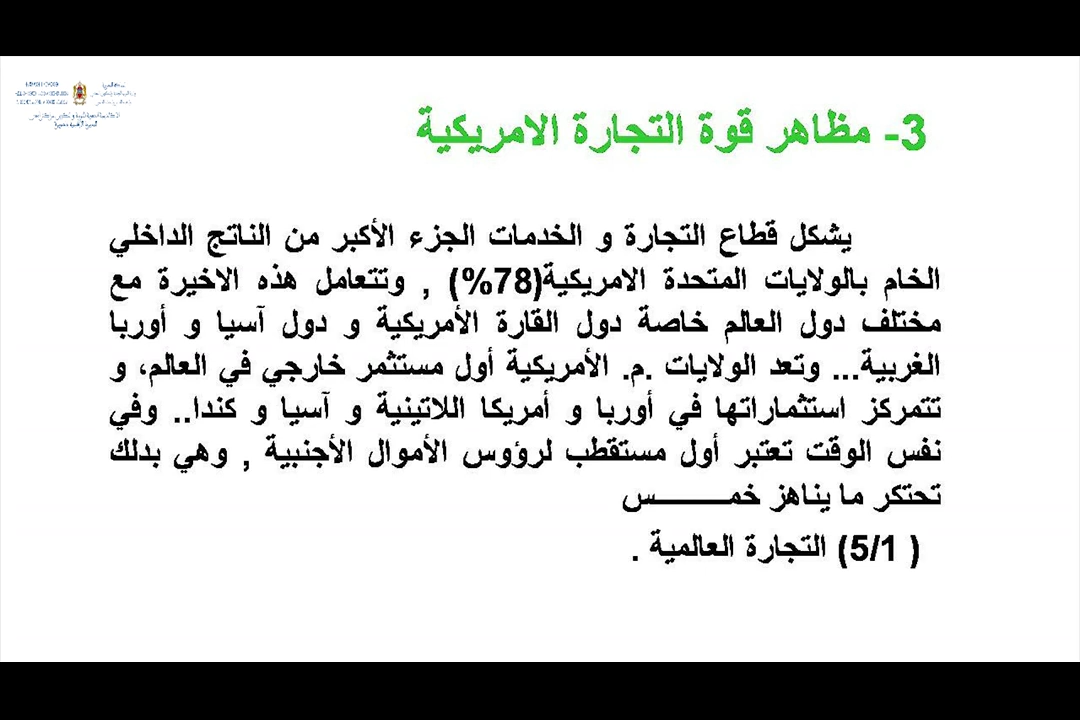 3- مظاهر قوة التجارة الامريكية
يشكل قطاع التجارة و الخدمات الجزء الأكبر من الناتج الداخلي
الخام بالولايات المتحدة الامريكية(78%) , وتتعامل هذه الاخيرة مع
مختلف دول العالم خاصة دول القارة الأمريكية و دول آسيا و أوربا
الغربية... وتعد الولايات .م. الأمريكية أول مستثمر خارجي في العالم، و
تتمركز استثماراتها في أوربا و أمريكا اللاتينية و آسيا و كندا.. وفي
نفس الوقت تعتبر أول مستقطب لرؤوس الأموال الأجنبية , وهي بدلك
تحتكر ما يناهز خمـــــــس
( 5/1) التجارة العالمية .